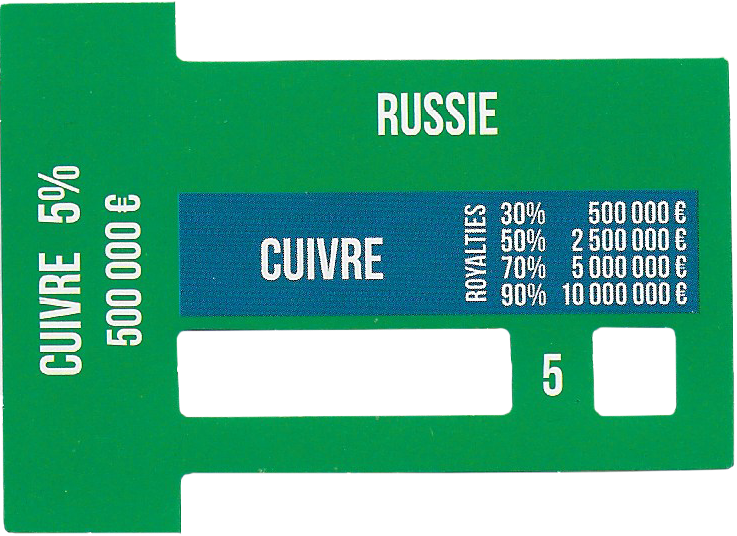 CUIVRE 5%
500 000 €
RUSSIE
CUIVRE
ROYALTIES
30% 500 000 €
50% 2 500 000 €
70% 5 000 000 €
90% 10 000 000 €
5